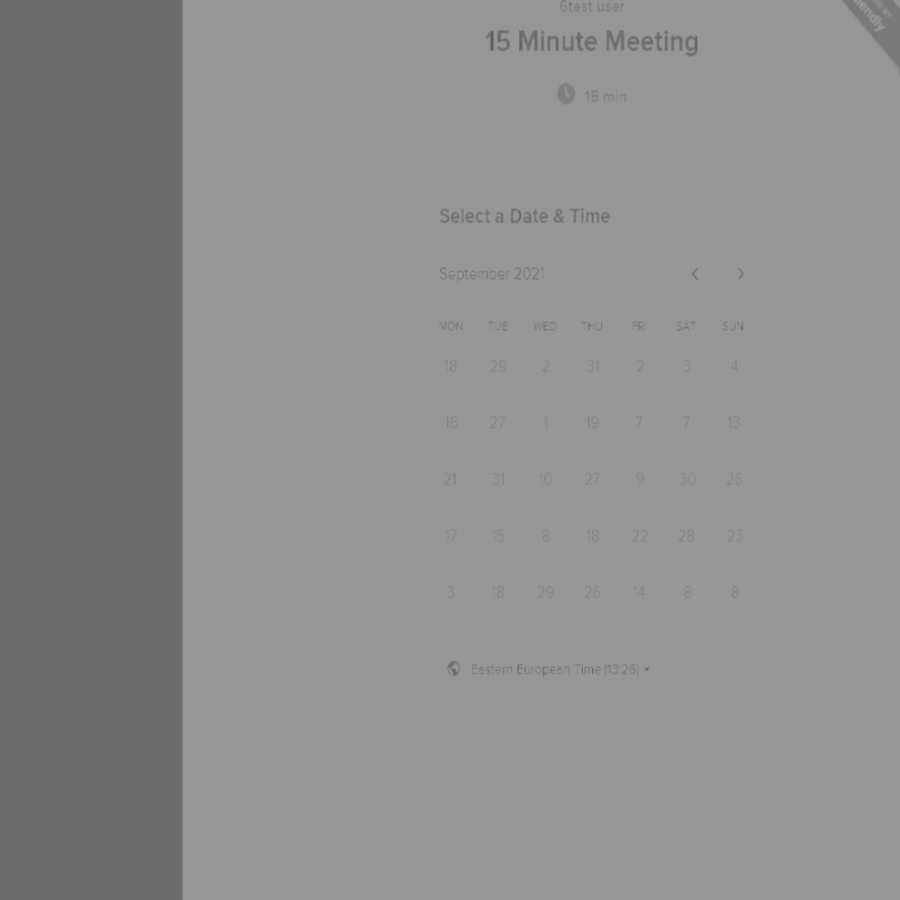 6test user
15 Minute Meeting
15 min
Select a Date & Time
September 2021
MON TUE WED THU FRI SAT SUN
18 29 2 31 2 3 4
16 27 1 19 7 7 13
21 31 10 27 9 30 26
17 15 8 18 22 28 23
3 18 29 26 14 8 8
Eastern European Time (13:26)